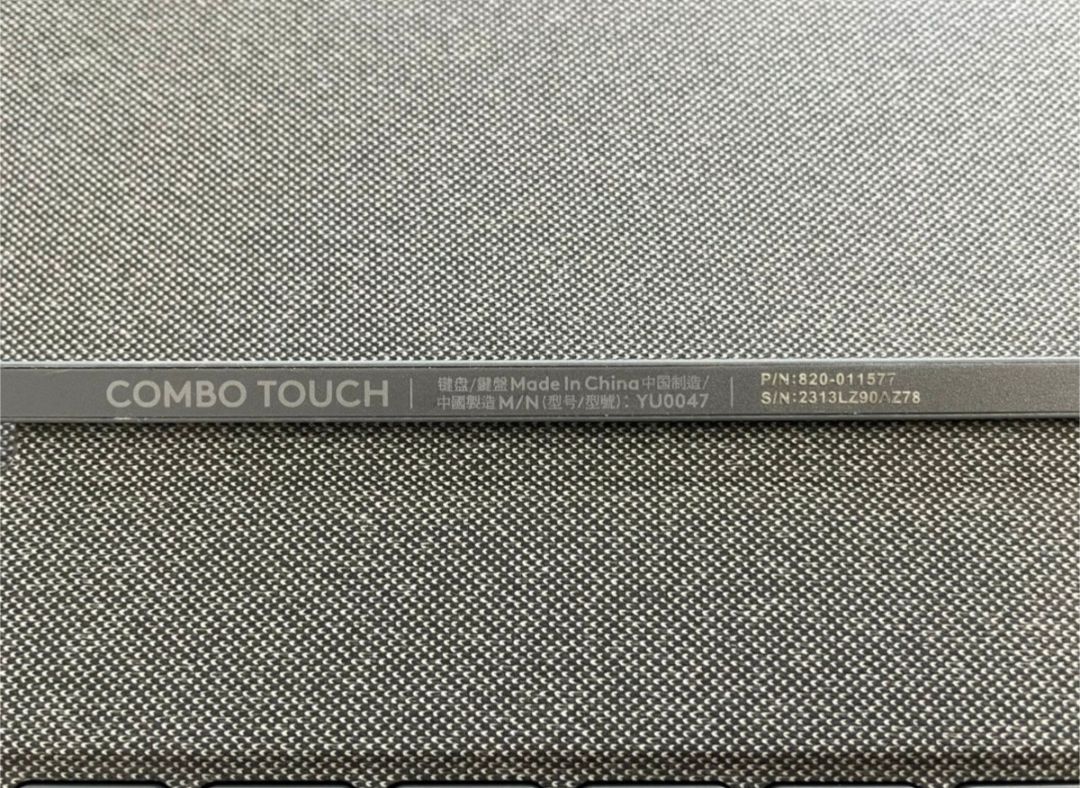 COMBO TOUCH
键盘/鍵盤 Made In China 中国制造/
中國製造 M/N (型号/型號): YU0047
P/N:820-011577
S/N:2313LZ90AZ78